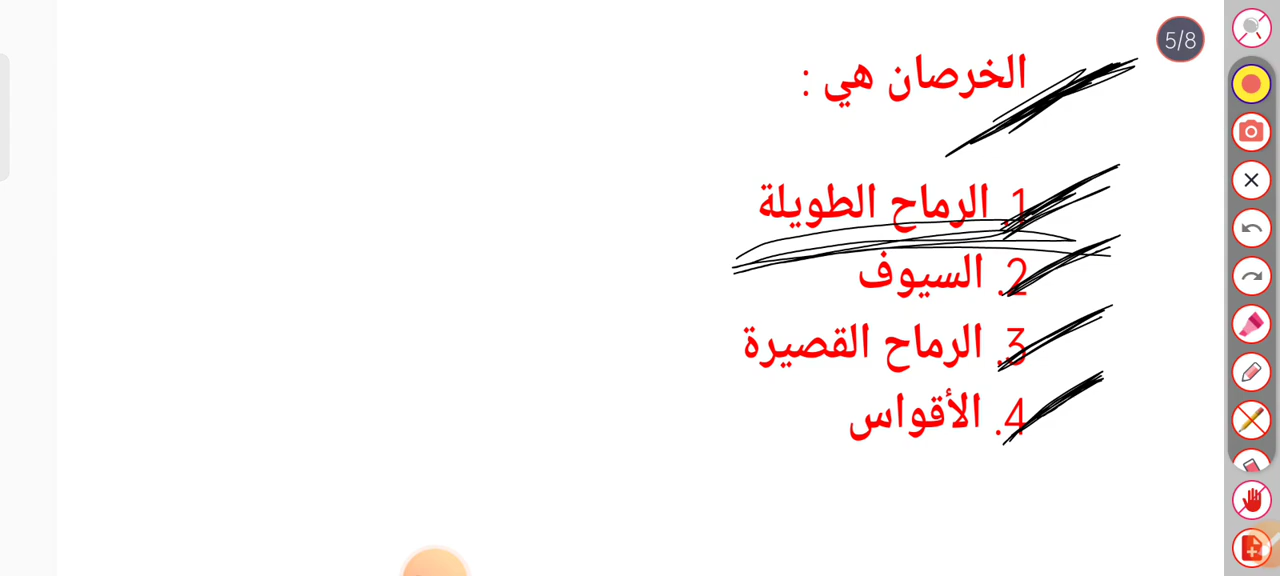 5/8
الخرصان هي :
1. الرماح الطويلة
2. السيوف
3. الرماح القصيرة
4. الأقواس